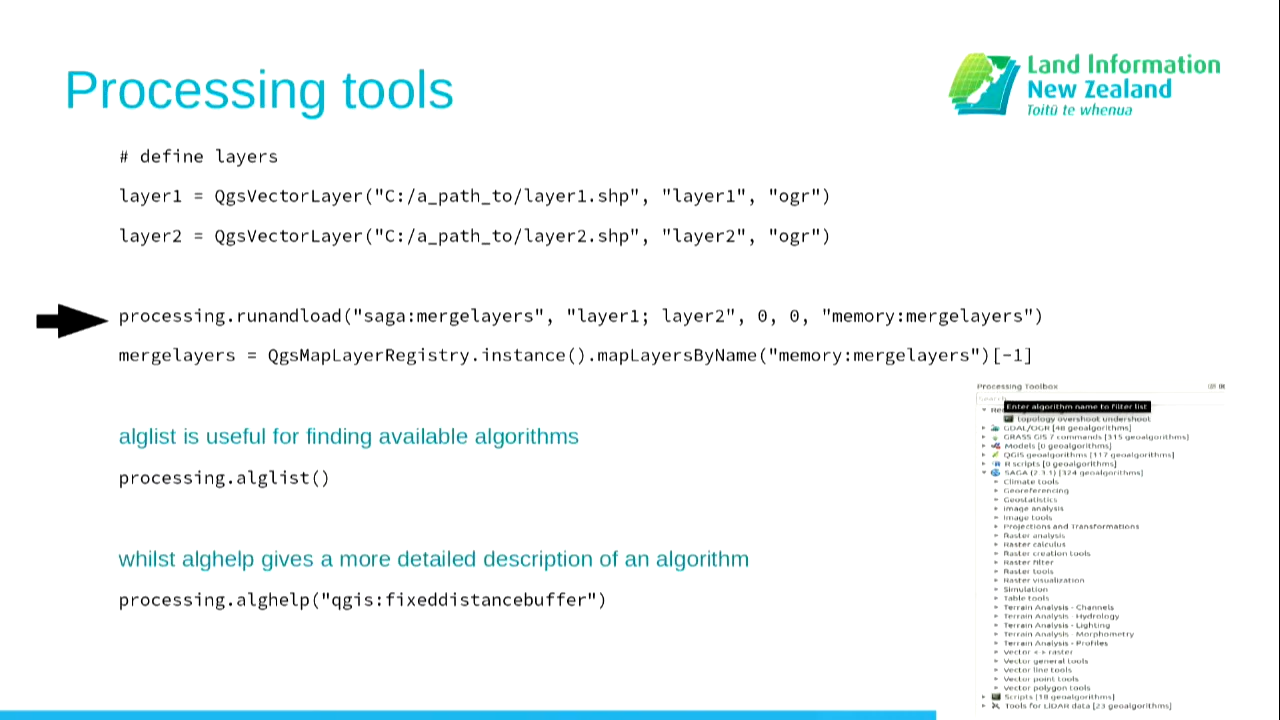 Processing tools
Land Information
New Zealand
Toitū te whenua
# define layers
layer1 = QgsVectorLayer("C:/a_path_to/layer1.shp", "layer1", "ogr")
layer2 = QgsVectorLayer("C:/a_path_to/layer2.shp", "layer2", "ogr")
processing.runandload("saga:mergelayers", "layer1; layer2", 0, 0, "memory:mergelayers")
mergelayers = QgsMapLayerRegistry.instance().mapLayersByName("memory:mergelayers")[-1]
alglist is useful for finding available algorithms
processing.alglist()
whilst alghelp gives a more detailed description of an algorithm
processing.alghelp("qgis:fixeddistancebuffer")
Processing Toolbox
Search...
Enter algorithm name to filter list
topology overshoot undershoot
GDAL/OGR [48 geoalgorithms]
GRASS GIS 7 commands [315 geoalgorithms]
Models [0 geoalgorithms]
QGIS geoalgorithms [117 geoalgorithms]
R scripts [0 geoalgorithms]
SAGA (2.3.1) [324 geoalgorithms]
Climate tools
Georeferencing
Geostatistics
Image analysis
Image tools
Projections and Transformations
Raster analysis
Raster calculus
Raster creation tools
Raster filter
Raster tools
Raster visualization
Simulation
Table tools
Terrain Analysis - Channels
Terrain Analysis - Hydrology
Terrain Analysis - Lighting
Terrain Analysis - Morphometry
Terrain Analysis - Profiles
Vector <-> raster
Vector general tools
Vector line tools
Vector point tools
Vector polygon tools
Scripts [18 geoalgorithms]
Tools for LiDAR data [23 geoalgorithms]